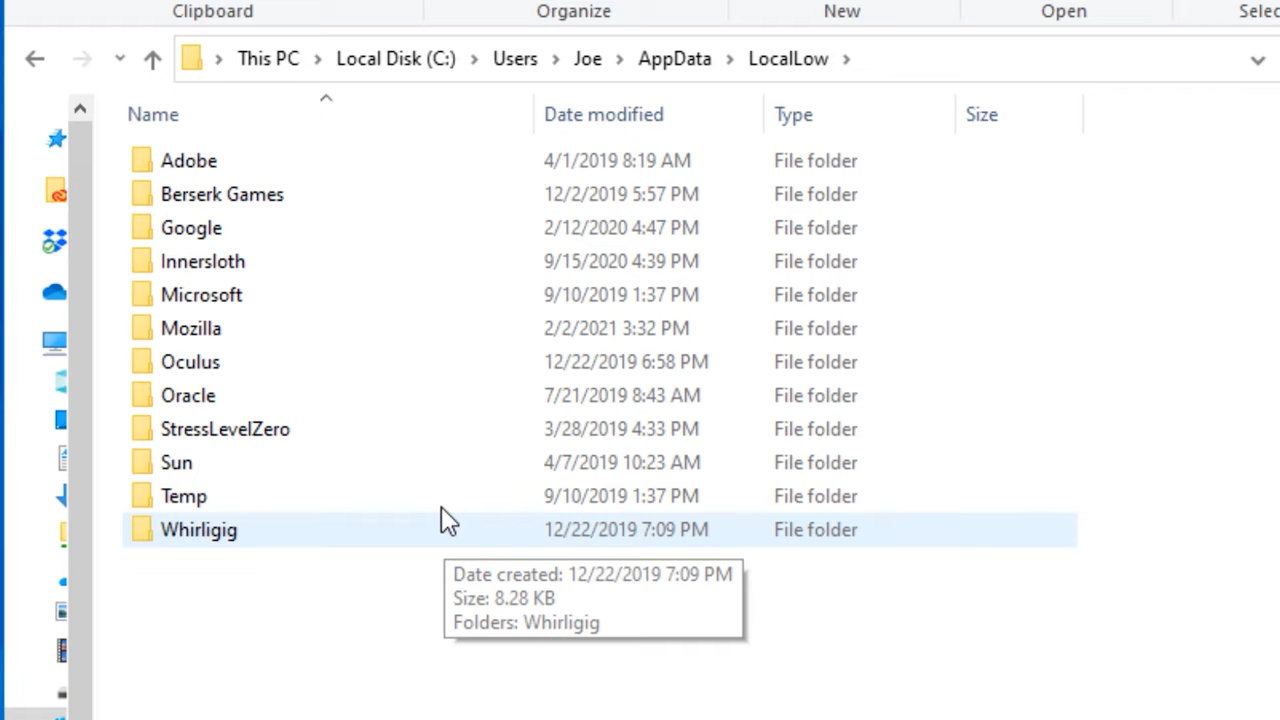 Clipboard Organize New Open Selec
This PC Local Disk (C:) Users Joe AppData LocalLow
Name Date modified Type Size
Adobe 4/1/2019 8:19 AM File folder
Berserk Games 12/2/2019 5:57 PM File folder
Google 2/12/2020 4:47 PM File folder
Innersloth 9/15/2020 4:39 PM File folder
Microsoft 9/10/2019 1:37 PM File folder
Mozilla 2/2/2021 3:32 PM File folder
Oculus 12/22/2019 6:58 PM File folder
Oracle 7/21/2019 8:43 AM File folder
StressLevelZero 3/28/2019 4:33 PM File folder
Sun 4/7/2019 10:23 AM File folder
Temp 9/10/2019 1:37 PM File folder
Whirligig 12/22/2019 7:09 PM File folder
Date created: 12/22/2019 7:09 PM
Size: 8.28 KB
Folders: Whirligig